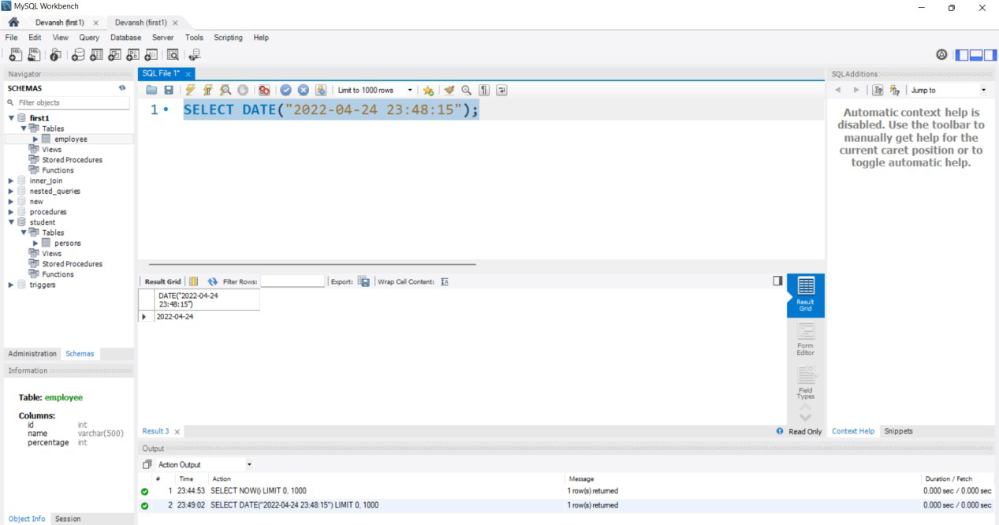 MySQL Workbench
Devansh (first1) ×
Devansh (first1) ×
File Edit View Query Database Server Tools Scripting Help
Navigator
SCHEMAS
Filter objects
first1
Tables
employee
Views
Stored Procedures
Functions
inner_join
nested_queries
new
procedures
student
Tables
persons
Views
Stored Procedures
Functions
triggers
Administration Schemas
Information
Table: employee
Columns:
id int
name varchar(500)
percentage int
Object Info Session
SQL File 1* ×
Limit to 1000 rows
1 SELECT DATE("2022-04-24 23:48:15");
Result Grid Filter Rows: Export: Wrap Cell Content:
DATE("2022-04-24
23:48:15")
2022-04-24
Result
Grid
Form
Editor
Field
Types
Result 3 ×
Read Only
Output
Action Output
# Time Action Message Duration / Fetch
1 23:44:53 SELECT NOW() LIMIT 0, 1000 1 row(s) returned 0.000 sec / 0.000 sec
2 23:49:02 SELECT DATE("2022-04-24 23:48:15") LIMIT 0, 1000 1 row(s) returned 0.000 sec / 0.000 sec
SQLAdditions
Jump to
Automatic context help is
disabled. Use the toolbar to
manually get help for the
current caret position or to
toggle automatic help.
Context Help Snippets